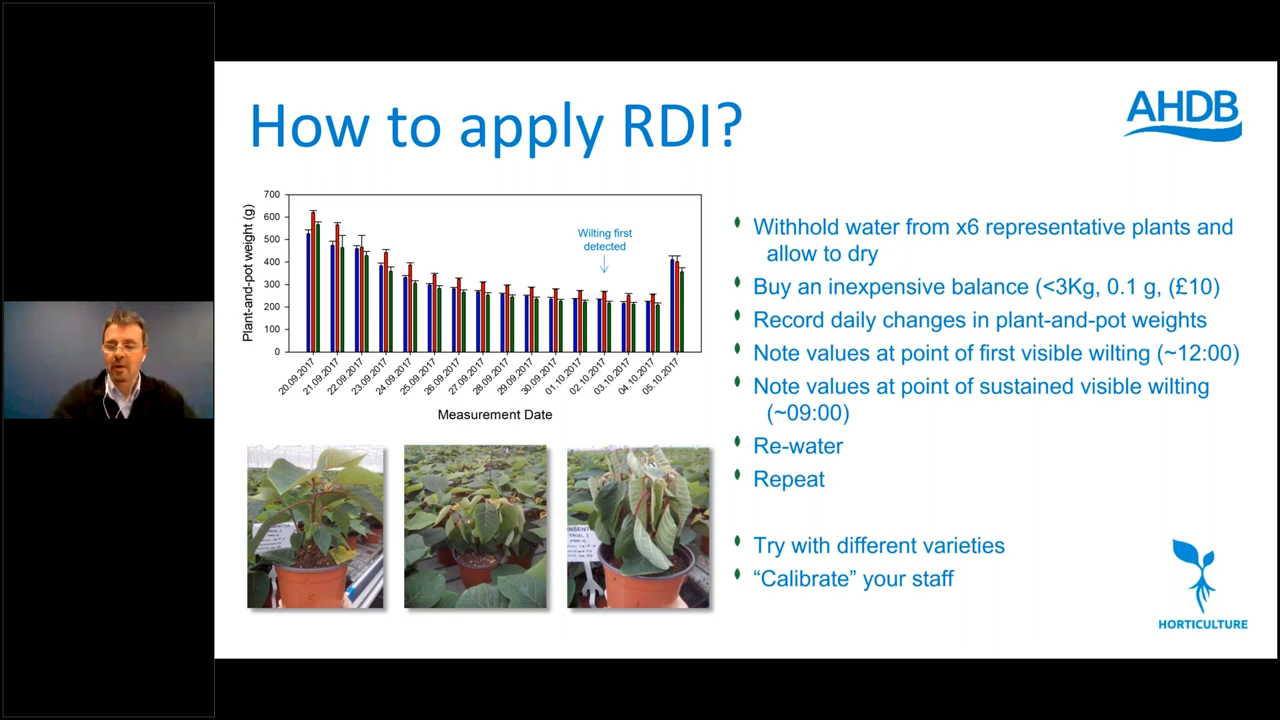 How to apply RDI?
AHDB
Plant-and-pot weight (g)
700
600
500
400
300
200
100
0
Wilting first
detected
20.09.2017
21.09.2017
22.09.2017
23.09.2017
24.09.2017
25.09.2017
26.09.2017
27.09.2017
28.09.2017
29.09.2017
30.09.2017
01.10.2017
02.10.2017
03.10.2017
04.10.2017
05.10.2017
Measurement Date
Withhold water from x6 representative plants and
allow to dry
Buy an inexpensive balance (<3Kg, 0.1 g, (£10)
Record daily changes in plant-and-pot weights
Note values at point of first visible wilting (~12:00)
Note values at point of sustained visible wilting
(~09:00)
Re-water
Repeat
Try with different varieties
“Calibrate” your staff
HORTICULTURE